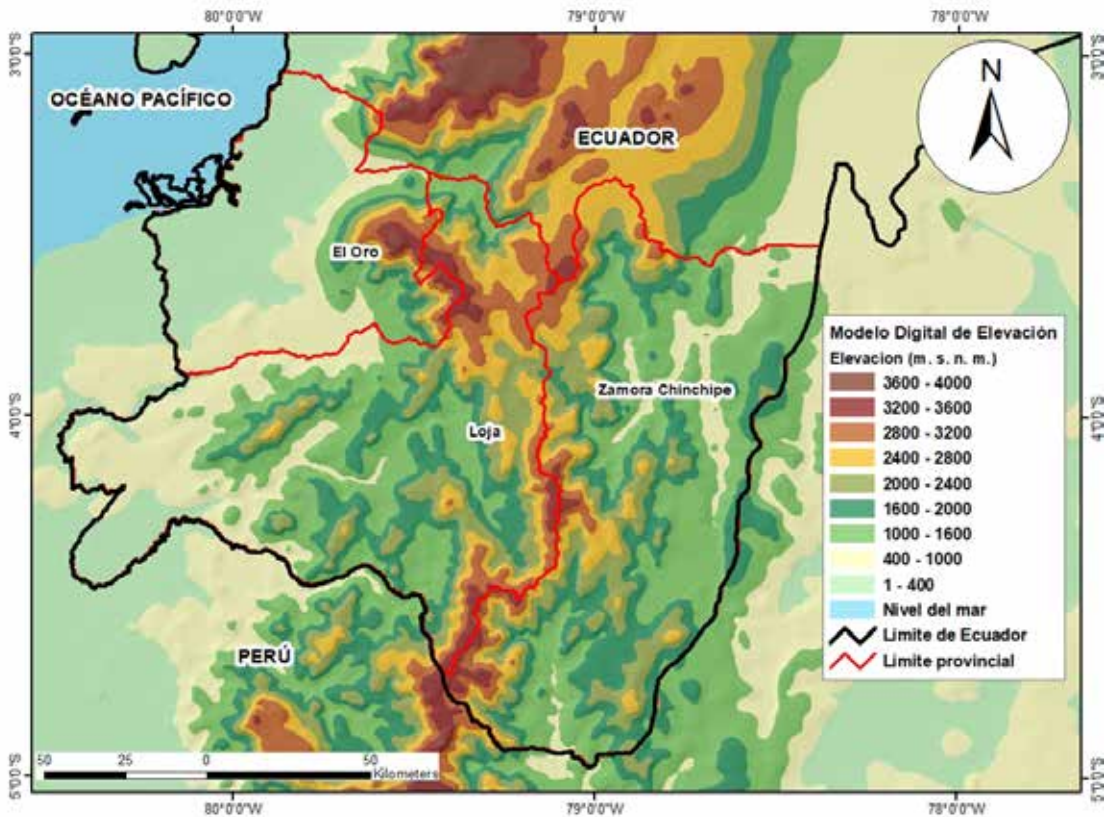 80°0'0"W 79°0'0"W 78°0'0"W
3°0'0"S 3°0'0"S
OCÉANO PACÍFICO
N
ECUADOR
El Oro
Zamora Chinchipe
Loja
PERÚ
4°0'0"S 4°0'0"S
Modelo Digital de Elevación
Elevacion (m. s. n. m.)
3600 - 4000
3200 - 3600
2800 - 3200
2400 - 2800
2000 - 2400
1600 - 2000
1000 - 1600
400 - 1000
1 - 400
Nivel del mar
Limite de Ecuador
Limite provincial
50 25 0 50
Kilometers
5°0'0"S 5°0'0"S
80°0'0"W 79°0'0"W 78°0'0"W